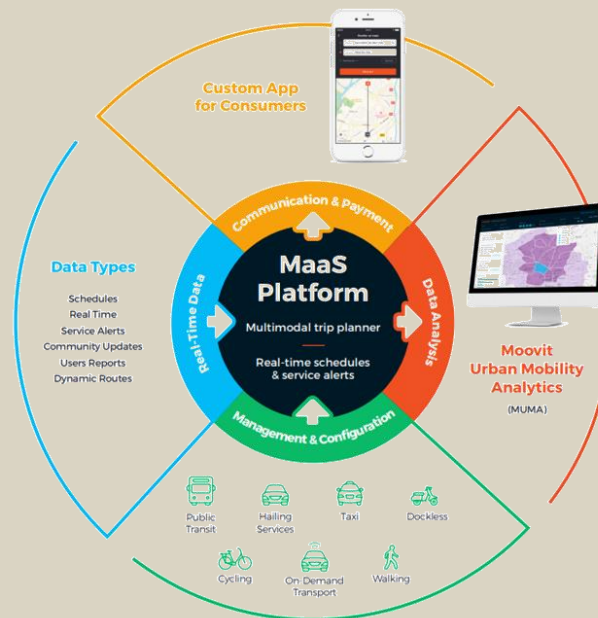 Custom App
for Consumers
Communication & Payment
Data Types
Schedules
Real Time
Service Alerts
Community Updates
Users Reports
Dynamic Routes
Real-Time Data
MaaS
Platform
Multimodal trip planner
Real-time schedules
& service alerts
Data Analysis
Moovit
Urban Mobility
Analytics
(MUMA)
Management & Configuration
Public
Transit
Hailing
Services
Taxi
Dockless
Cycling
On-Demand
Transport
Walking